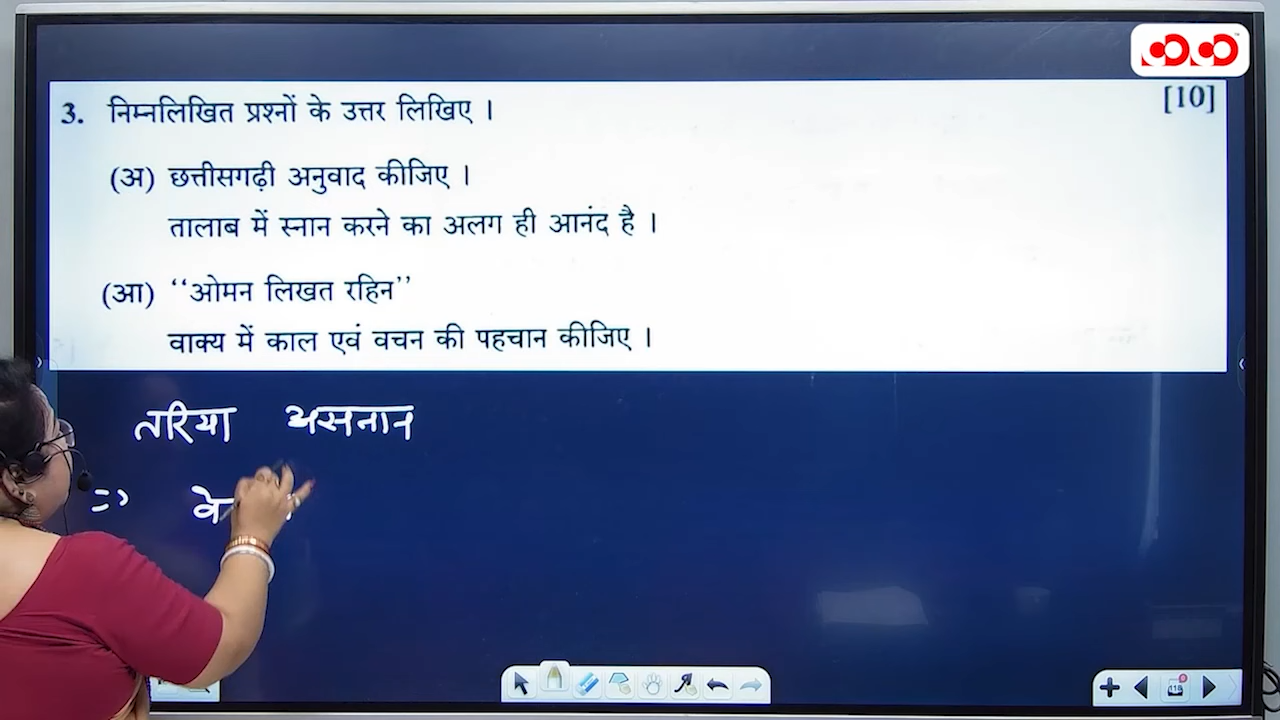 3. निम्नलिखित प्रश्नों के उत्तर लिखिए । [10]
(अ) छत्तीसगढ़ी अनुवाद कीजिए ।
तालाब में स्नान करने का अलग ही आनंद है ।
(आ) ‘‘ओमन लिखत रहिन’’
वाक्य में काल एवं वचन की पहचान कीजिए ।
तरिया असनान
=>